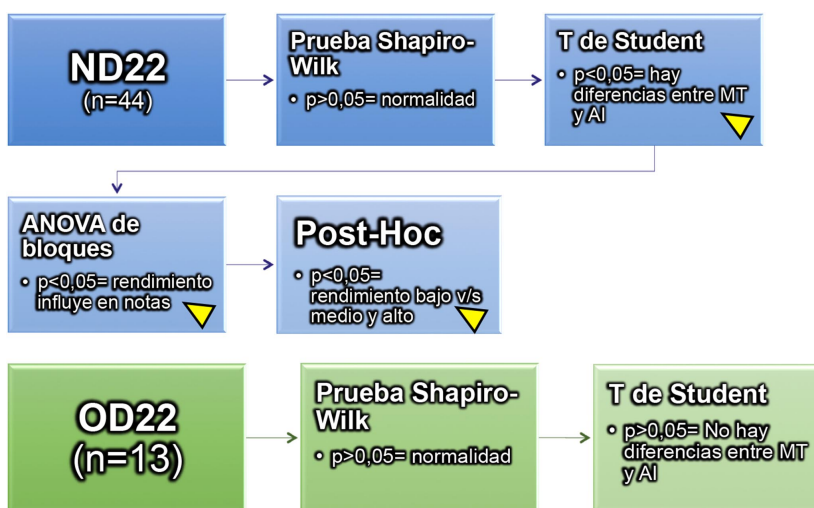 ND22
(n=44)
Prueba Shapiro-
Wilk
• p>0,05= normalidad
T de Student
• p<0,05= hay
diferencias entre MT
y AI
ANOVA de
bloques
• p<0,05= rendimiento
influye en notas
Post-Hoc
• p<0,05=
rendimiento bajo v/s
medio y alto
OD22
(n=13)
Prueba Shapiro-
Wilk
• p>0,05= normalidad
T de Student
• p>0,05= No hay
diferencias entre MT
y AI